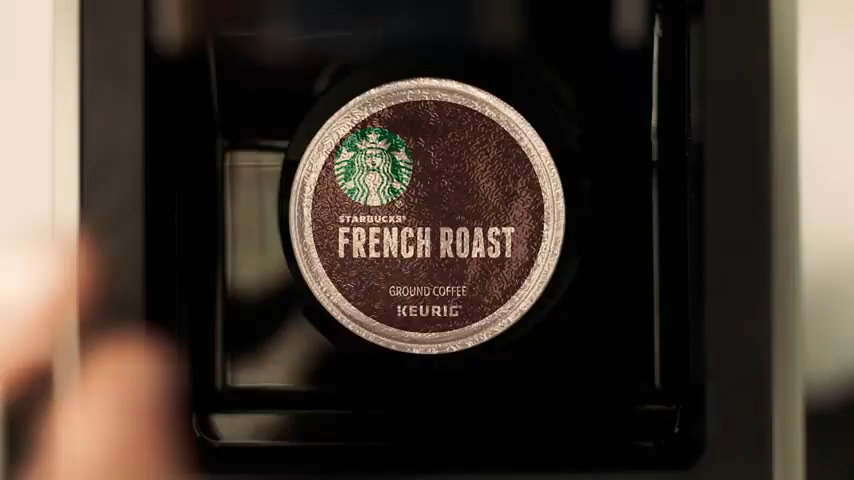 STARBUCKS®
FRENCH ROAST
GROUND COFFEE
KEURIG